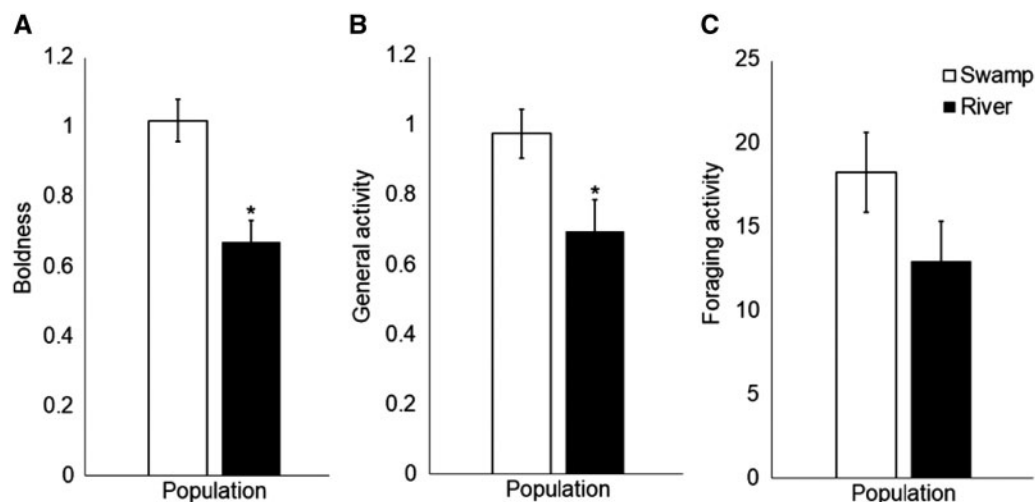 A
Boldness
1.2
1
0.8
0.6
0.4
0.2
0
*
Population
B
General activity
1.2
1
0.8
0.6
0.4
0.2
0
*
Population
C
Foraging activity
25
20
15
10
5
0
Swamp
River
Population